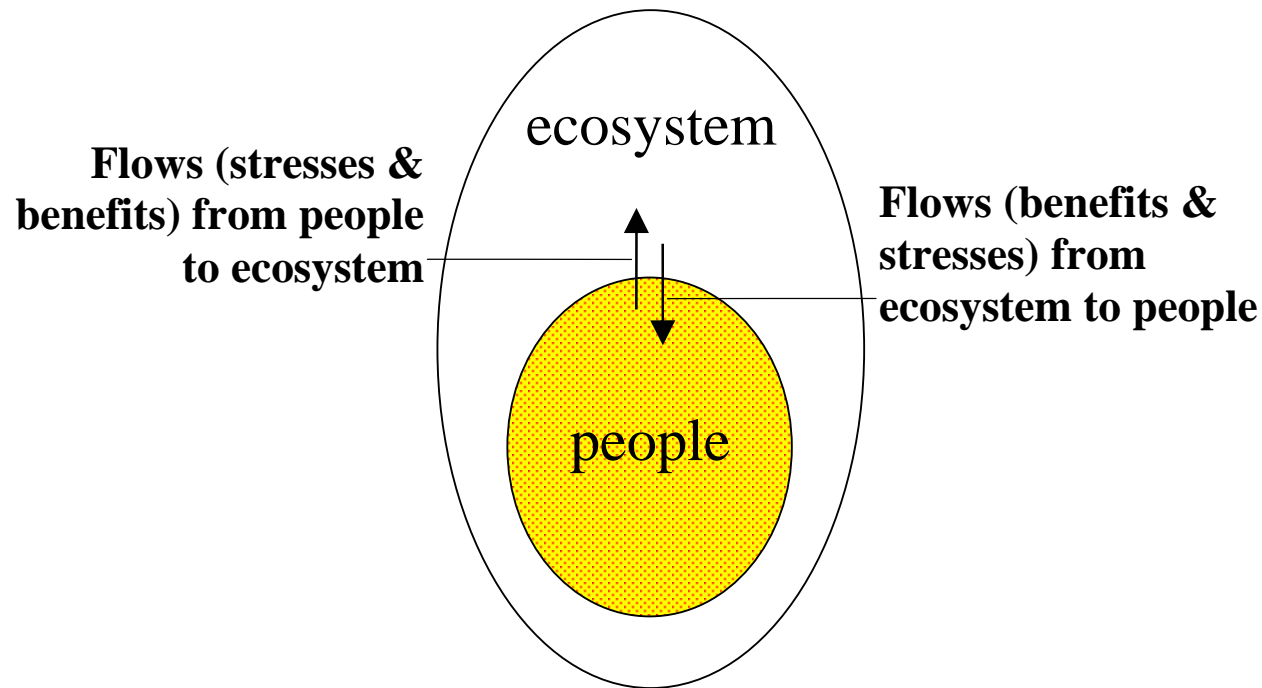 ecosystem
Flows (stresses &
benefits) from people
to ecosystem
Flows (benefits &
stresses) from
ecosystem to people
people